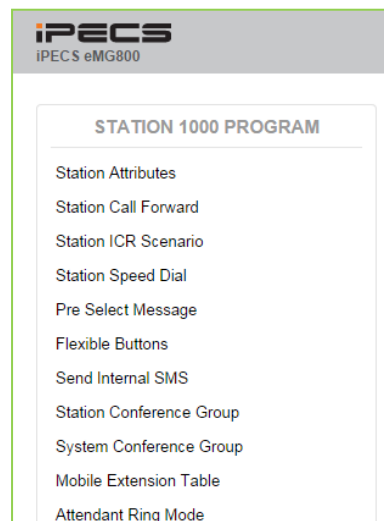 iPECS
iPECS eMG800
STATION 1000 PROGRAM
Station Attributes
Station Call Forward
Station ICR Scenario
Station Speed Dial
Pre Select Message
Flexible Buttons
Send Internal SMS
Station Conference Group
System Conference Group
Mobile Extension Table
Attendant Ring Mode